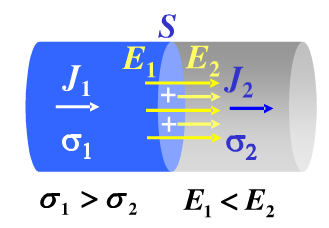 S
E₁ E₂
J₁ + J₂
σ₁ + σ₂
σ₁ > σ₂ E₁ < E₂